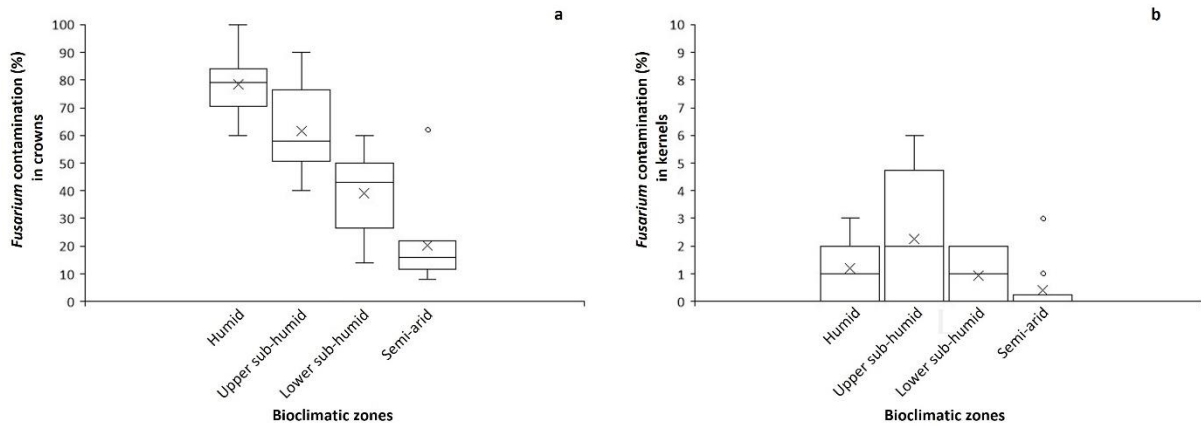 a
Fusarium contamination (%)
in crowns
100
90
80
70
60
50
40
30
20
10
0
Humid
Upper sub-humid
Lower sub-humid
Semi-arid
Bioclimatic zones
b
Fusarium contamination (%)
in kernels
10
9
8
7
6
5
4
3
2
1
0
Humid
Upper sub-humid
Lower sub-humid
Semi-arid
Bioclimatic zones